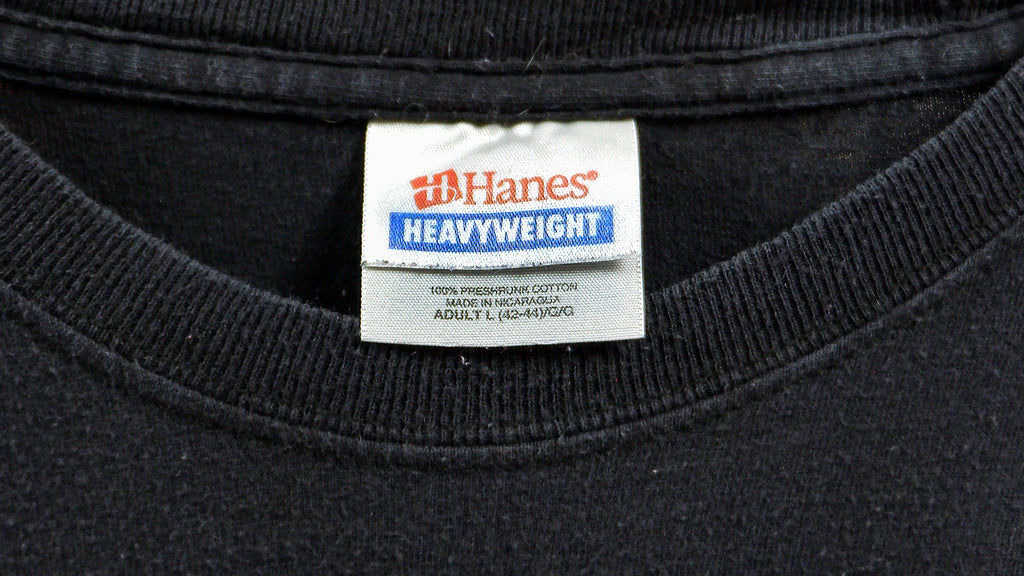 Hanes®
HEAVYWEIGHT
100% PRESHRUNK COTTON
MADE IN NICARAGUA
ADULT L (42-44)/G/G